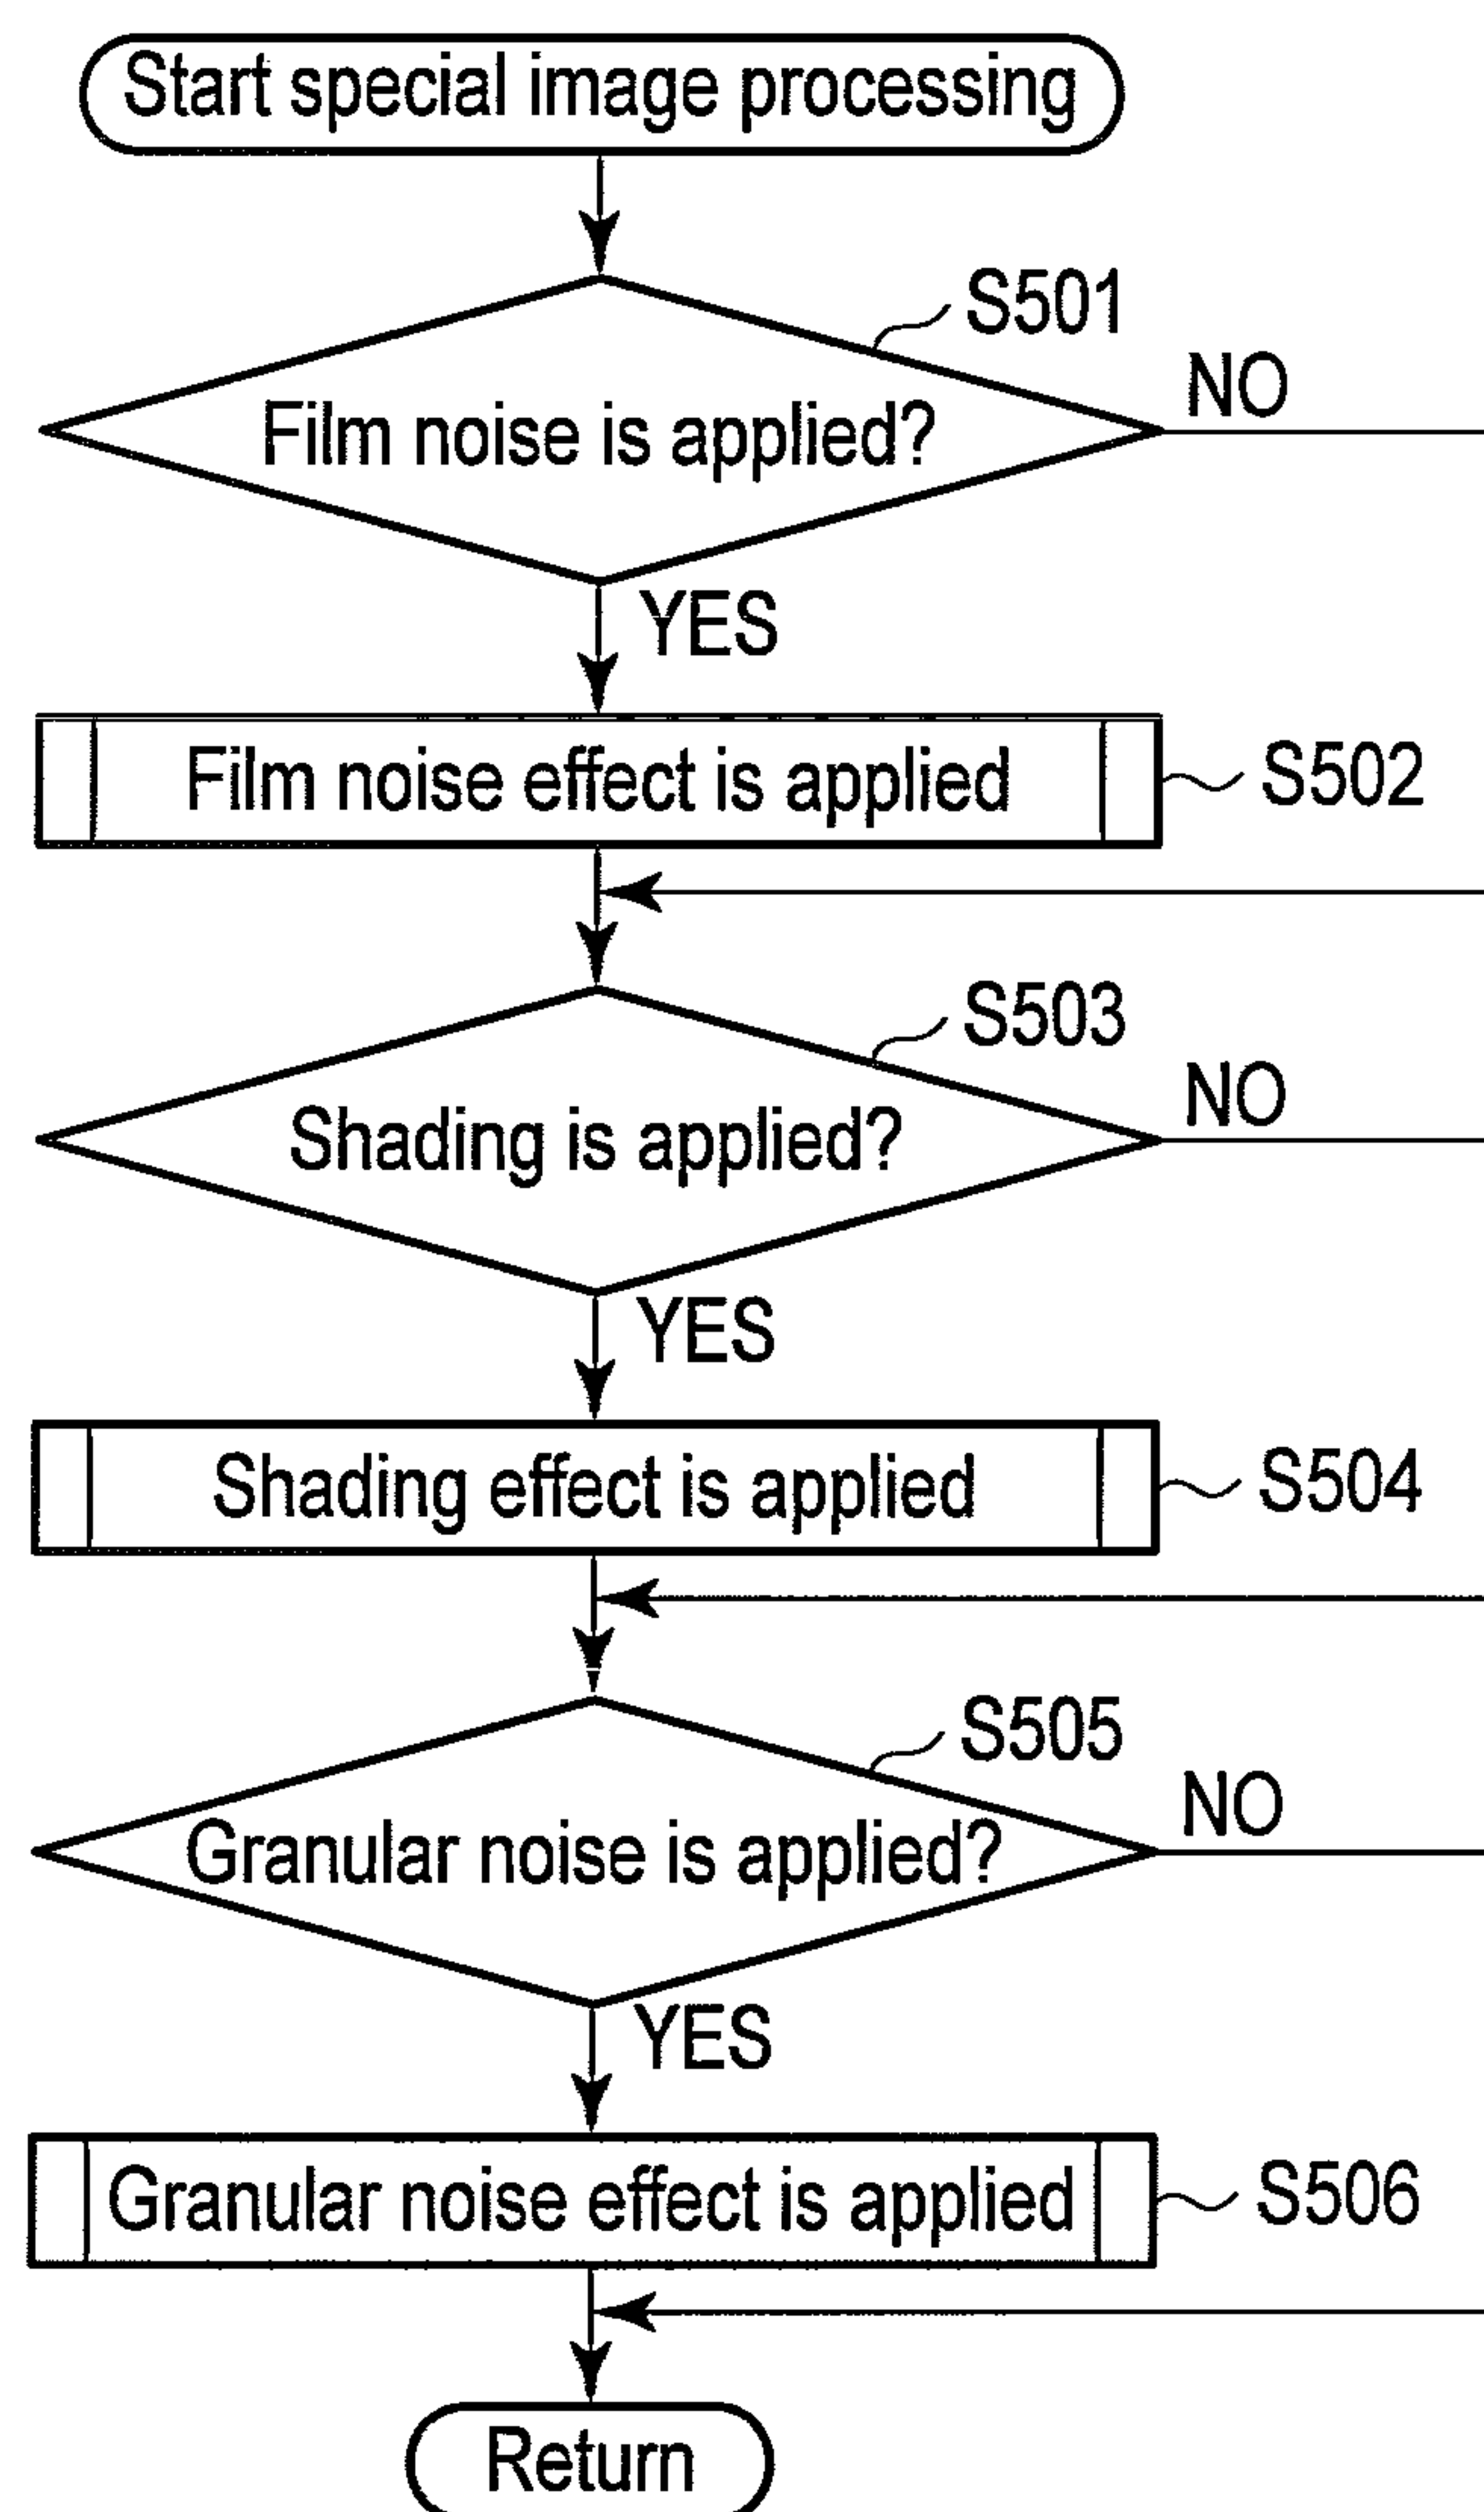 Start special image processing
S501
NO
Film noise is applied?
YES
Film noise effect is applied
S502
S503
NO
Shading is applied?
YES
Shading effect is applied
S504
S505
NO
Granular noise is applied?
YES
Granular noise effect is applied
S506
Return